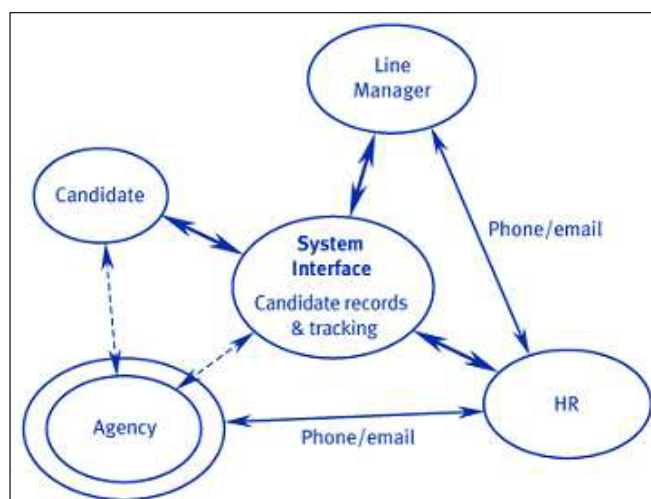 Line
Manager
Candidate
System
Interface
Candidate records
& tracking
Phone/email
HR
Agency
Phone/email